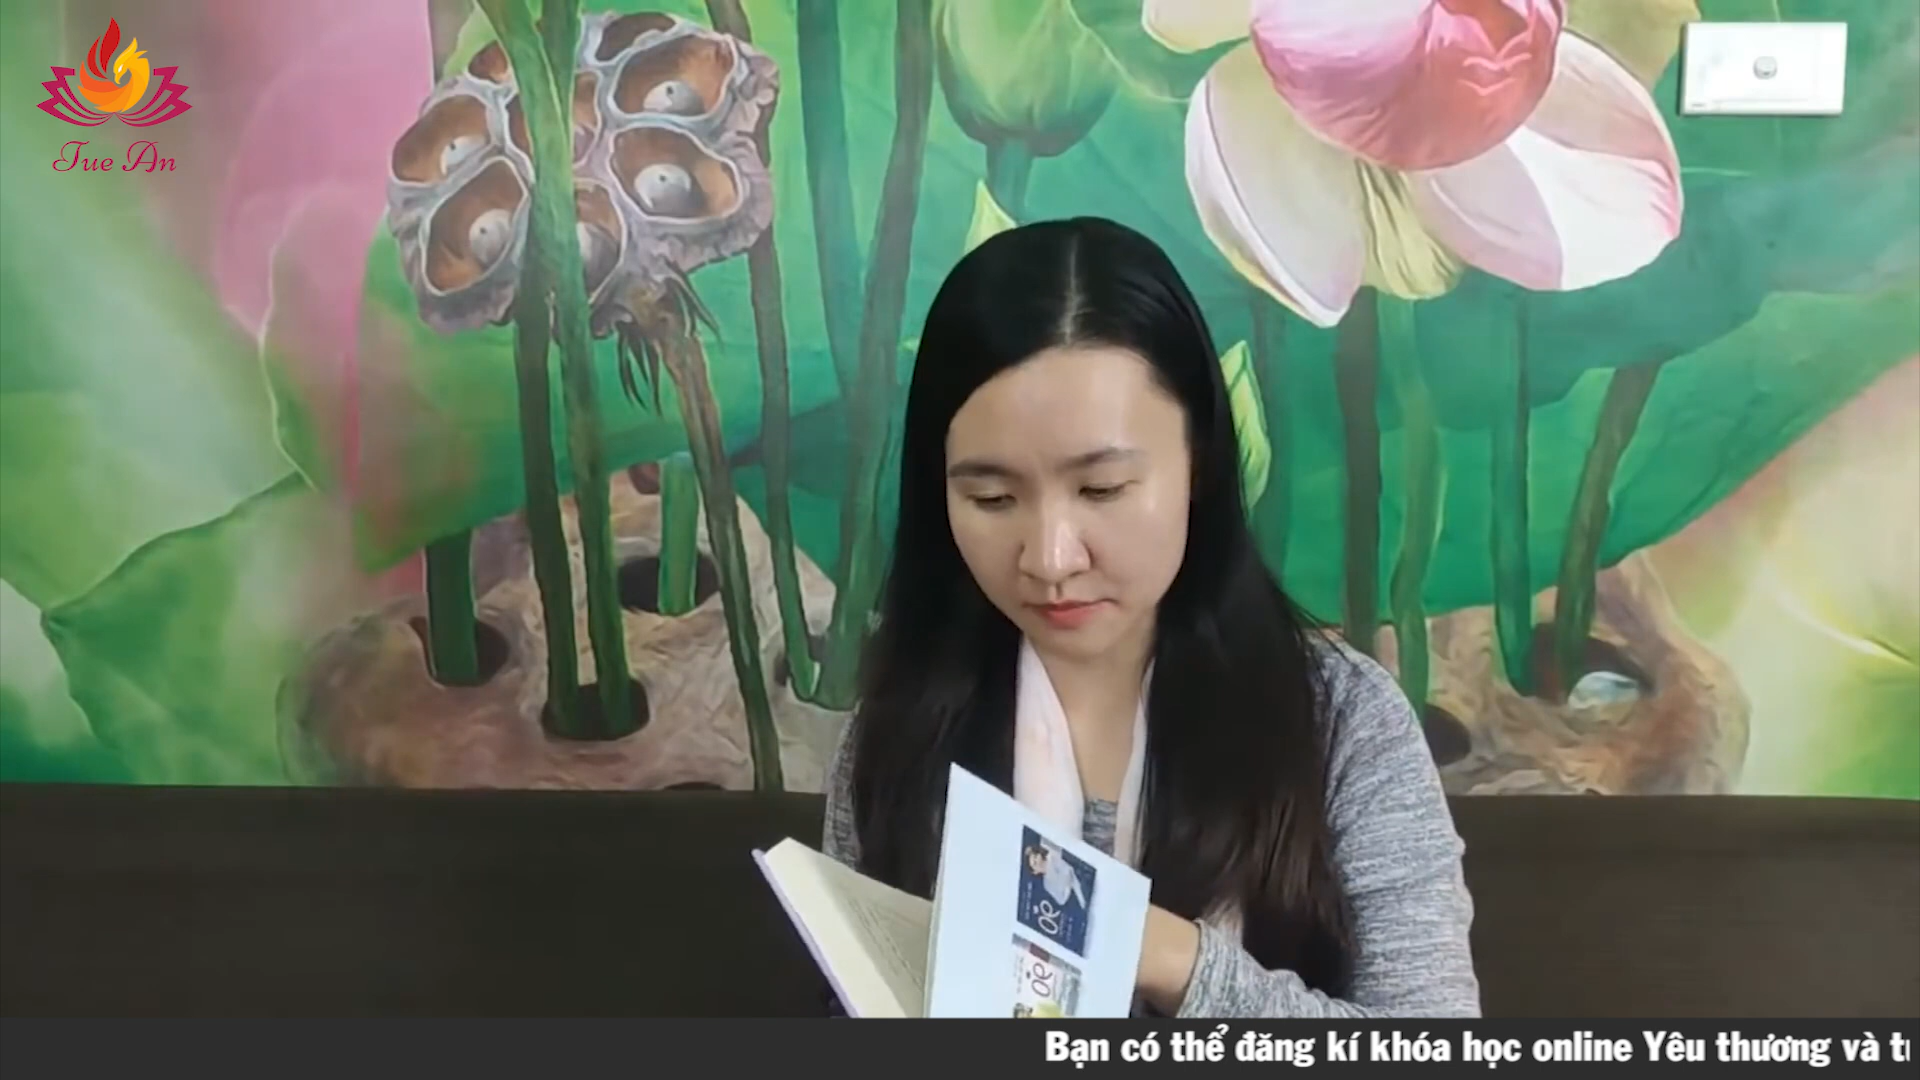 Tue An
Bạn có thể đăng kí khóa học online Yêu thương và